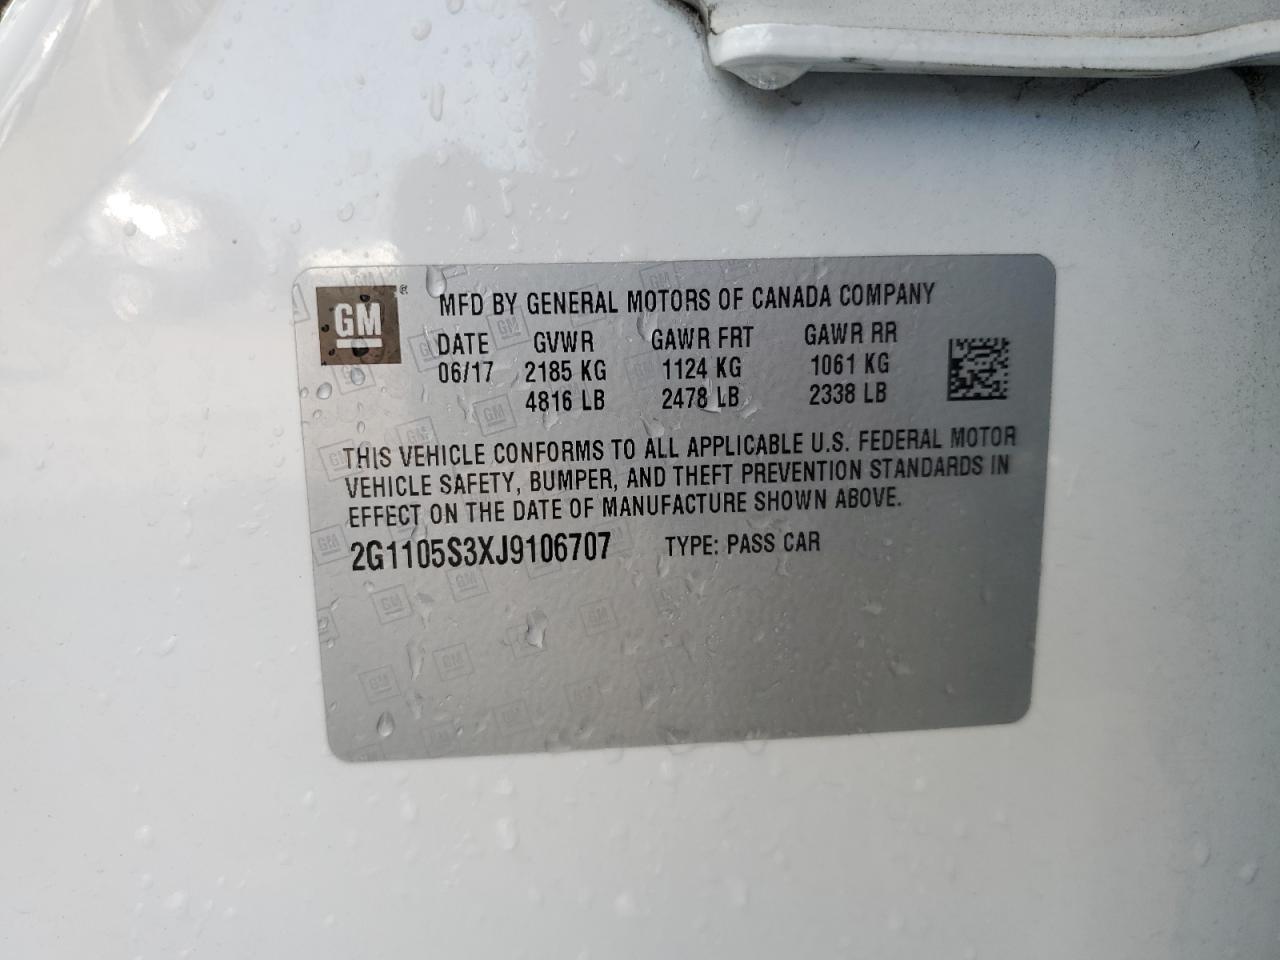 GM ®
MFD BY GENERAL MOTORS OF CANADA COMPANY
DATE GVWR GAWR FRT GAWR RR
06/17 2185 KG 1124 KG 1061 KG
4816 LB 2478 LB 2338 LB
THIS VEHICLE CONFORMS TO ALL APPLICABLE U.S. FEDERAL MOTOR
VEHICLE SAFETY, BUMPER, AND THEFT PREVENTION STANDARDS IN
EFFECT ON THE DATE OF MANUFACTURE SHOWN ABOVE.
2G1105S3XJ9106707 TYPE: PASS CAR